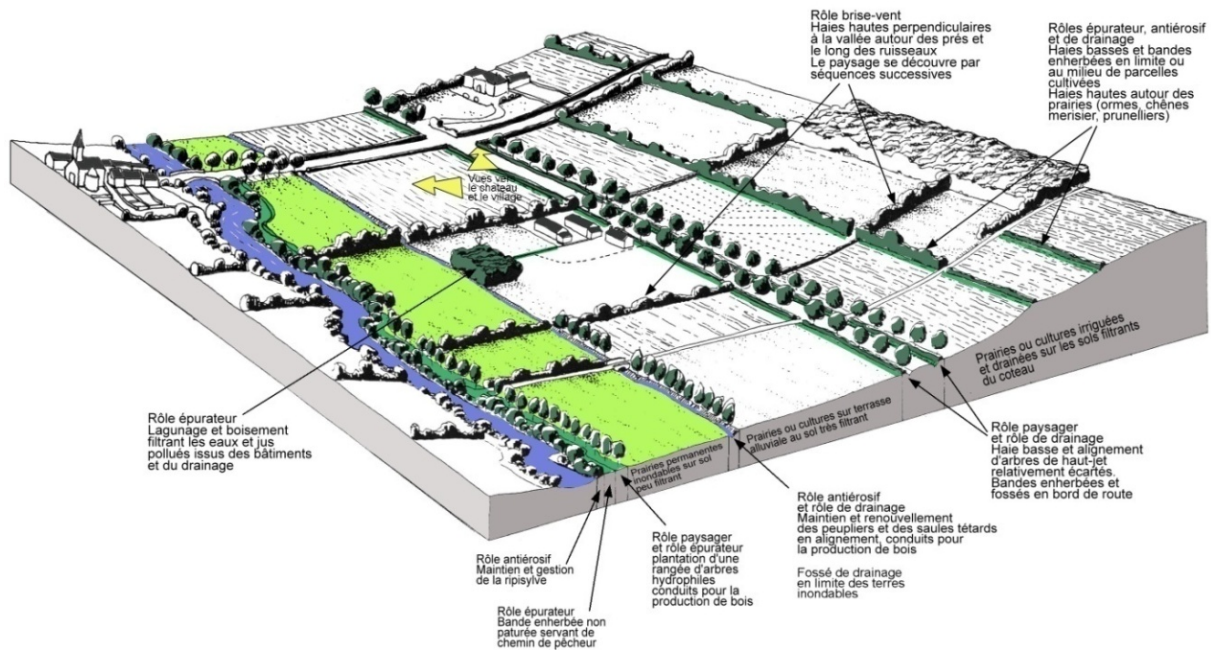 Rôle brise-vent
Haies hautes perpendiculaires
à la vallée autour des prés et
le long des ruisseaux
Le paysage se découvre par
séquences successives
Rôles épurateur, antiérosif
et de drainage
Haies basses et bandes
enherbées en limite ou
au milieu de parcelles
cultivées
Haies hautes autour des
prairies (ormes, chênes
merisier, prunelliers)
Vues vers
le chateau
et le village
Rôle épurateur
Lagunage et boisement
filtrant les eaux et jus
pollués issus des bâtiments
et du drainage
Prairies permanentes
inondables sur sol
peu filtrant
Prairies ou cultures sur terrasse
alluviale au sol très filtrant
Prairies ou cultures irriguées
et drainées sur les sols filtrants
du coteau
Rôle antiérosif
Maintien et gestion
de la ripisylve
Rôle épurateur
Bande enherbée non
paturée servant de
chemin de pêcheur
Rôle paysager
et rôle épurateur
plantation d'une
rangée d'arbres
hydrophiles
conduits pour la
production de bois
Rôle antiérosif
et rôle de drainage
Maintien et renouvellement
des peupliers et des saules tétards
en alignement, conduits pour
la production de bois
Fossé de drainage
en limite des terres
inondables
Rôle paysager
et rôle de drainage
Haie basse et alignement
d'arbres de haut-jet
relativement écartés.
Bandes enherbées et
fossés en bord de route